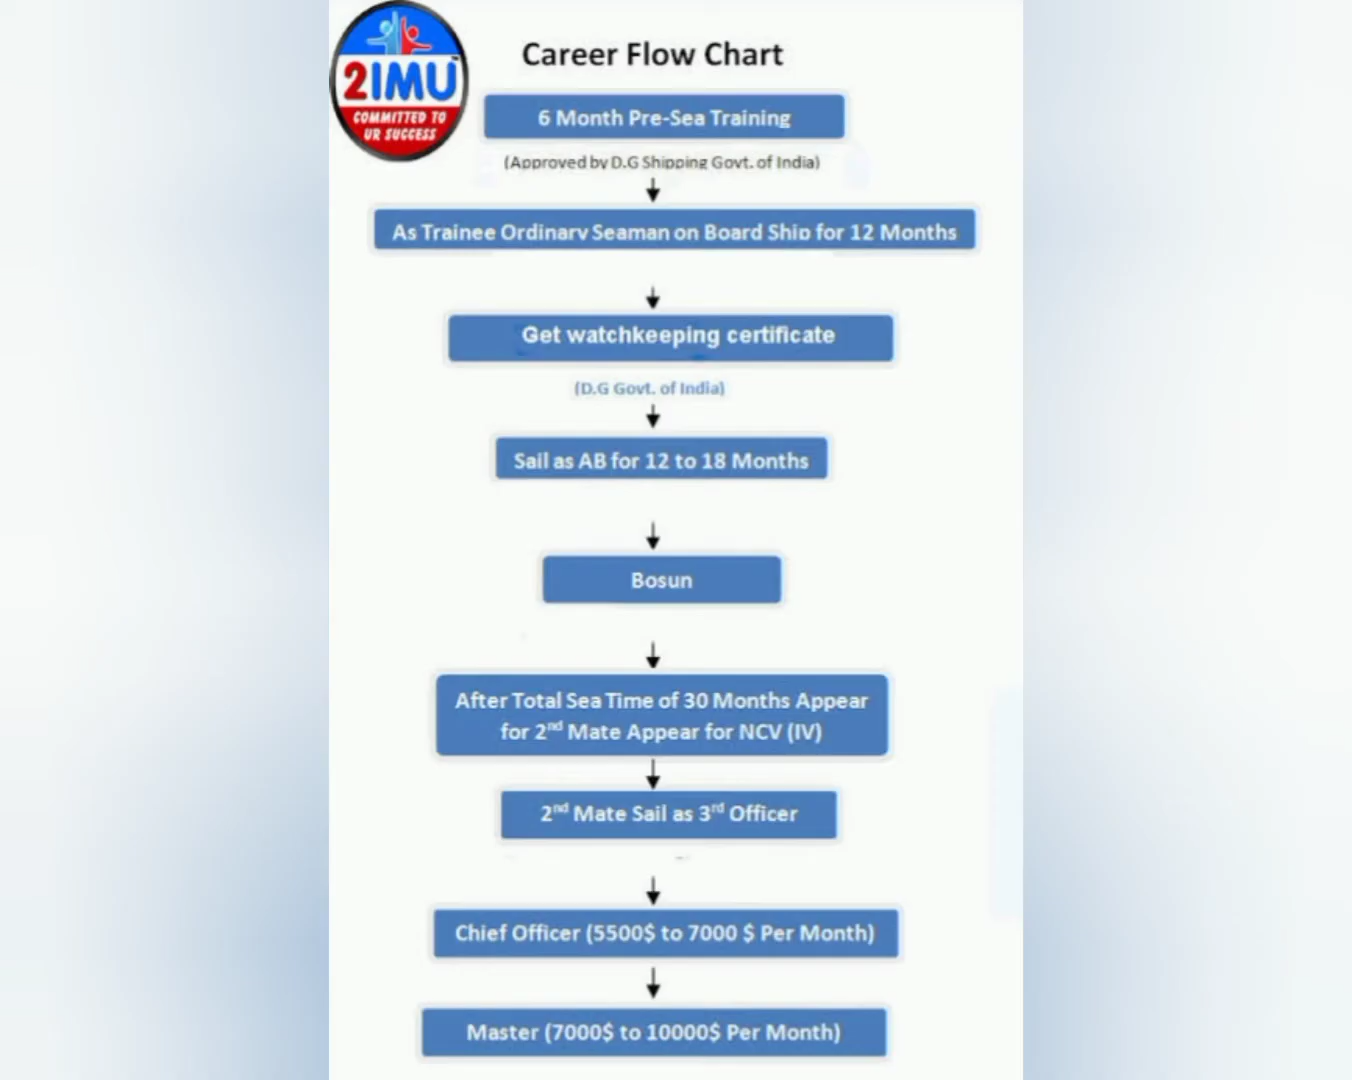 2IMU
COMMITTED TO
UR SUCCESS
Career Flow Chart
6 Month Pre-Sea Training
(Approved by D.G Shipping Govt. of India)
As Trainee Ordinary Seaman on Board Ship for 12 Months
Get watchkeeping certificate
(D.G Govt. of India)
Sail as AB for 12 to 18 Months
Bosun
After Total Sea Time of 30 Months Appear
for 2nd Mate Appear for NCV (IV)
2nd Mate Sail as 3rd Officer
Chief Officer (5500$ to 7000 $ Per Month)
Master (7000$ to 10000$ Per Month)